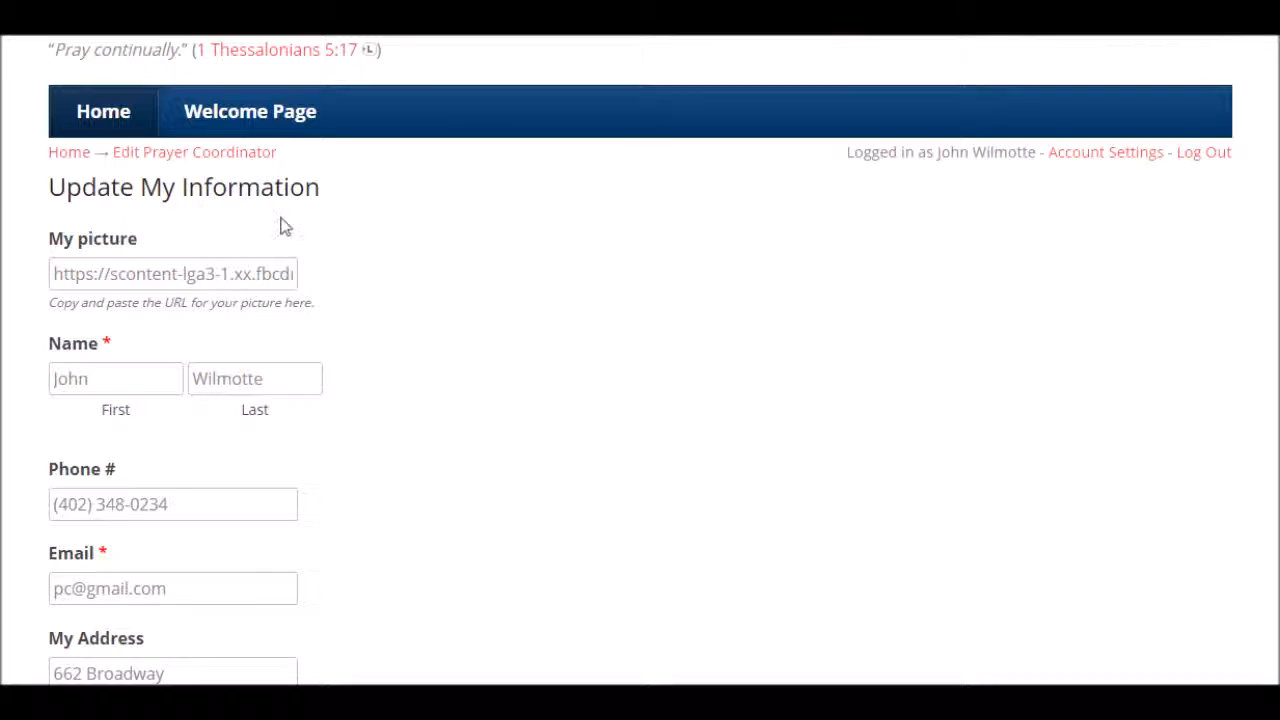 “Pray continually.” (1 Thessalonians 5:17 L)
Home Welcome Page
Home → Edit Prayer Coordinator Logged in as John Wilmotte - Account Settings - Log Out
Update My Information
My picture
https://scontent-lga3-1.xx.fbcd
Copy and paste the URL for your picture here.
Name *
John Wilmotte
First Last
Phone #
(402) 348-0234
Email *
pc@gmail.com
My Address
662 Broadway